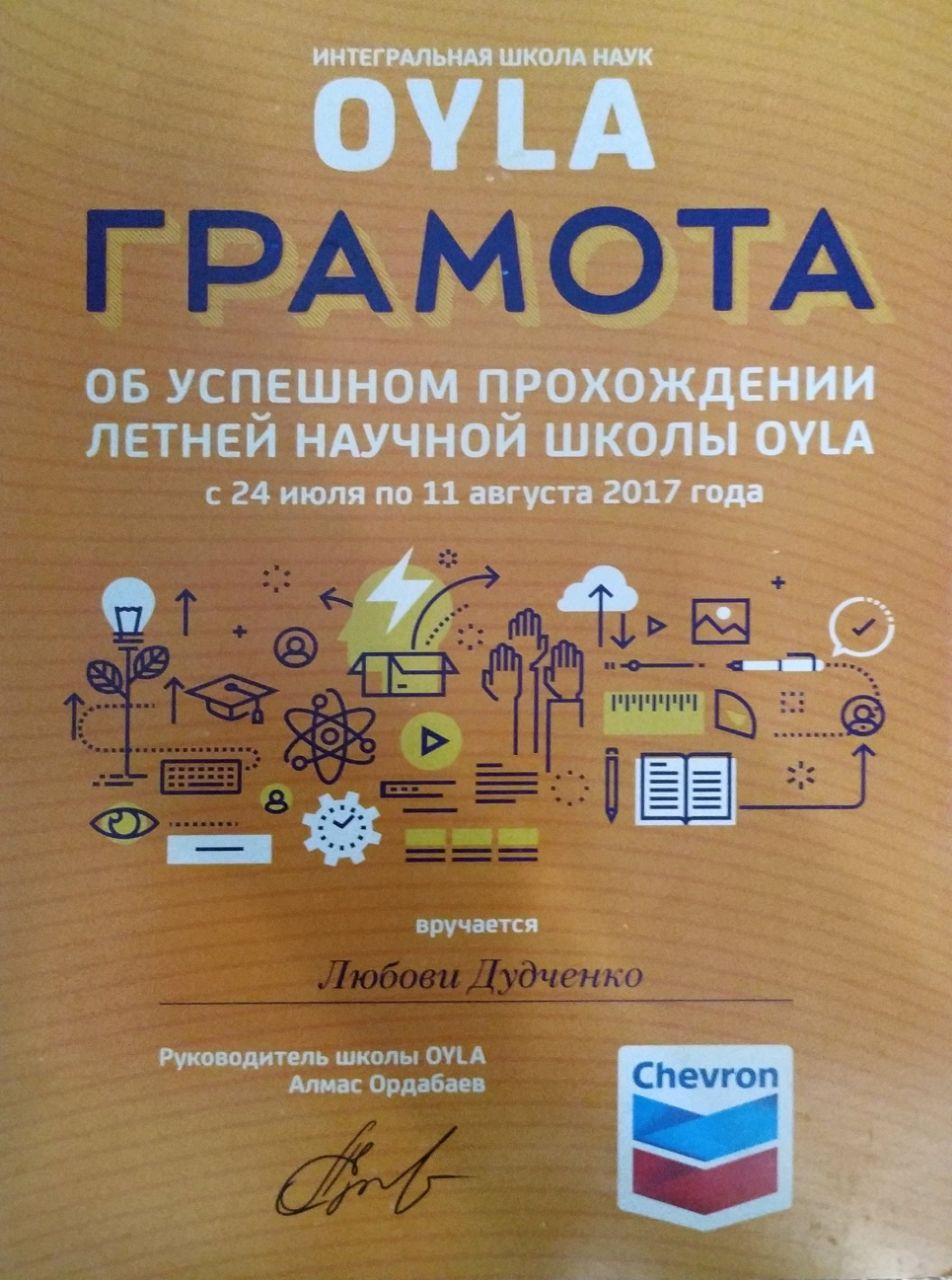 ИНТЕГРАЛЬНАЯ ШКОЛА НАУК
OYLA
ГРАМОТА
ОБ УСПЕШНОМ ПРОХОЖДЕНИИ
ЛЕТНЕЙ НАУЧНОЙ ШКОЛЫ OYLA
с 24 июля по 11 августа 2017 года
вручается
Любови Дудченко
Руководитель школы OYLA
Алмас Ордабаев
Chevron